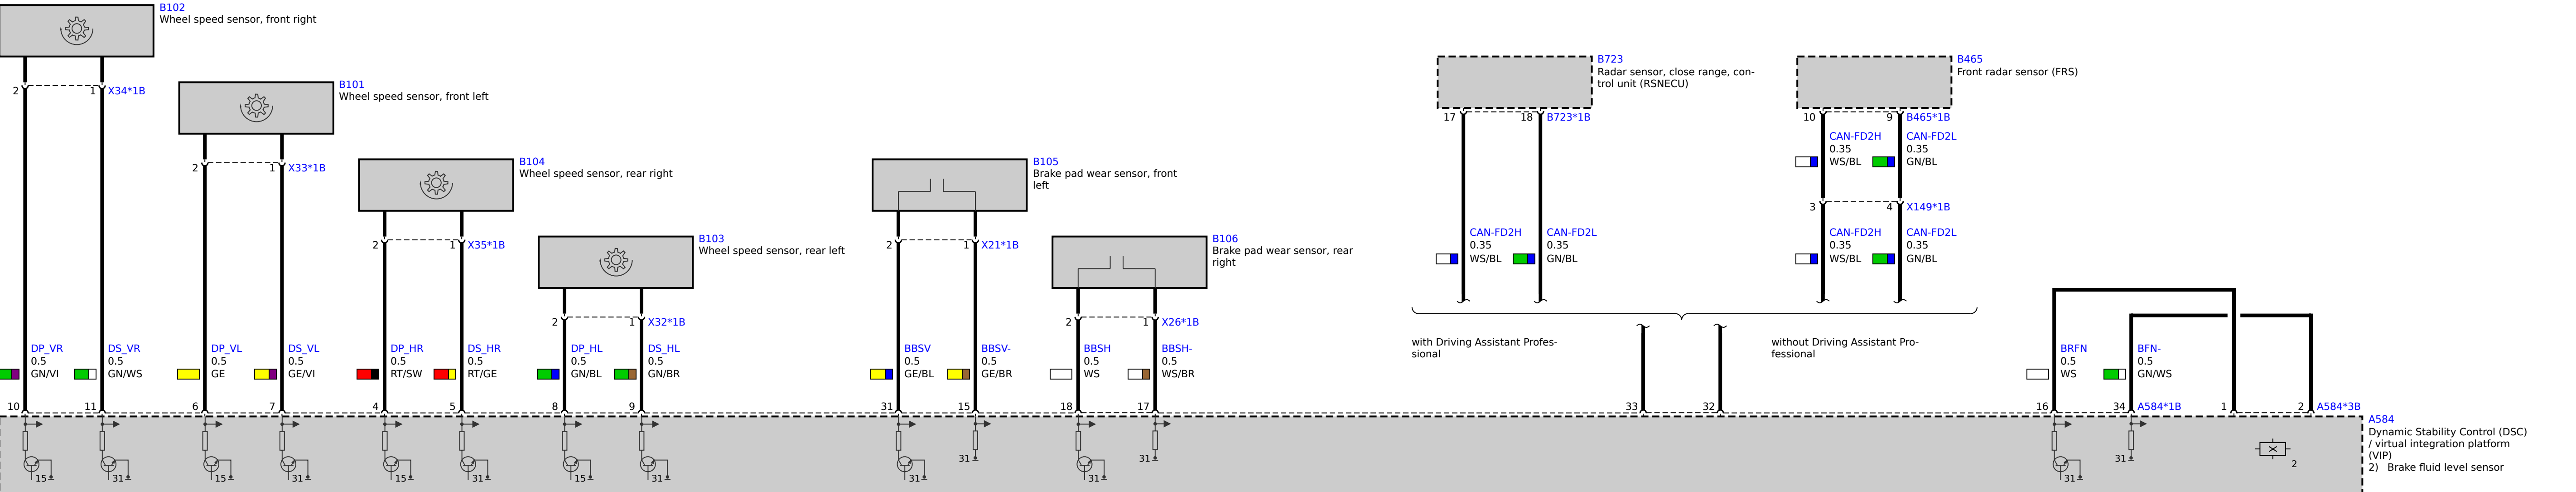 B102
Wheel speed sensor, front right
2
1
X34*1B
B101
Wheel speed sensor, front left
2
1
X33*1B
B104
Wheel speed sensor, rear right
2
1
X35*1B
B103
Wheel speed sensor, rear left
2
1
X32*1B
B105
Brake pad wear sensor, front
left
2
1
X21*1B
B106
Brake pad wear sensor, rear
right
2
1
X26*1B
B723
Radar sensor, close range, con-
trol unit (RSNECU)
17
18
B723*1B
CAN-FD2H
0.35
WS/BL
CAN-FD2L
0.35
GN/BL
B465
Front radar sensor (FRS)
10
9
B465*1B
CAN-FD2H
0.35
WS/BL
CAN-FD2L
0.35
GN/BL
3
4
X149*1B
CAN-FD2H
0.35
WS/BL
CAN-FD2L
0.35
GN/BL
with Driving Assistant Profes-
sional
without Driving Assistant Pro-
fessional
DP_VR
0.5
GN/VI
DS_VR
0.5
GN/WS
DP_VL
0.5
GE
DS_VL
0.5
GE/VI
DP_HR
0.5
RT/SW
DS_HR
0.5
RT/GE
DP_HL
0.5
GN/BL
DS_HL
0.5
GN/BR
BBSV
0.5
GE/BL
BBSV-
0.5
GE/BR
BBSH
0.5
WS
BBSH-
0.5
WS/BR
BRFN
0.5
WS
BFN-
0.5
GN/WS
10
11
6
7
4
5
8
9
31
15
18
17
33
32
16
34
A584*1B
1
2
A584*3B
15
31
15
31
15
31
15
31
31
31
31
31
31
31
2
A584
Dynamic Stability Control (DSC)
/ virtual integration platform
(VIP)
2) Brake fluid level sensor